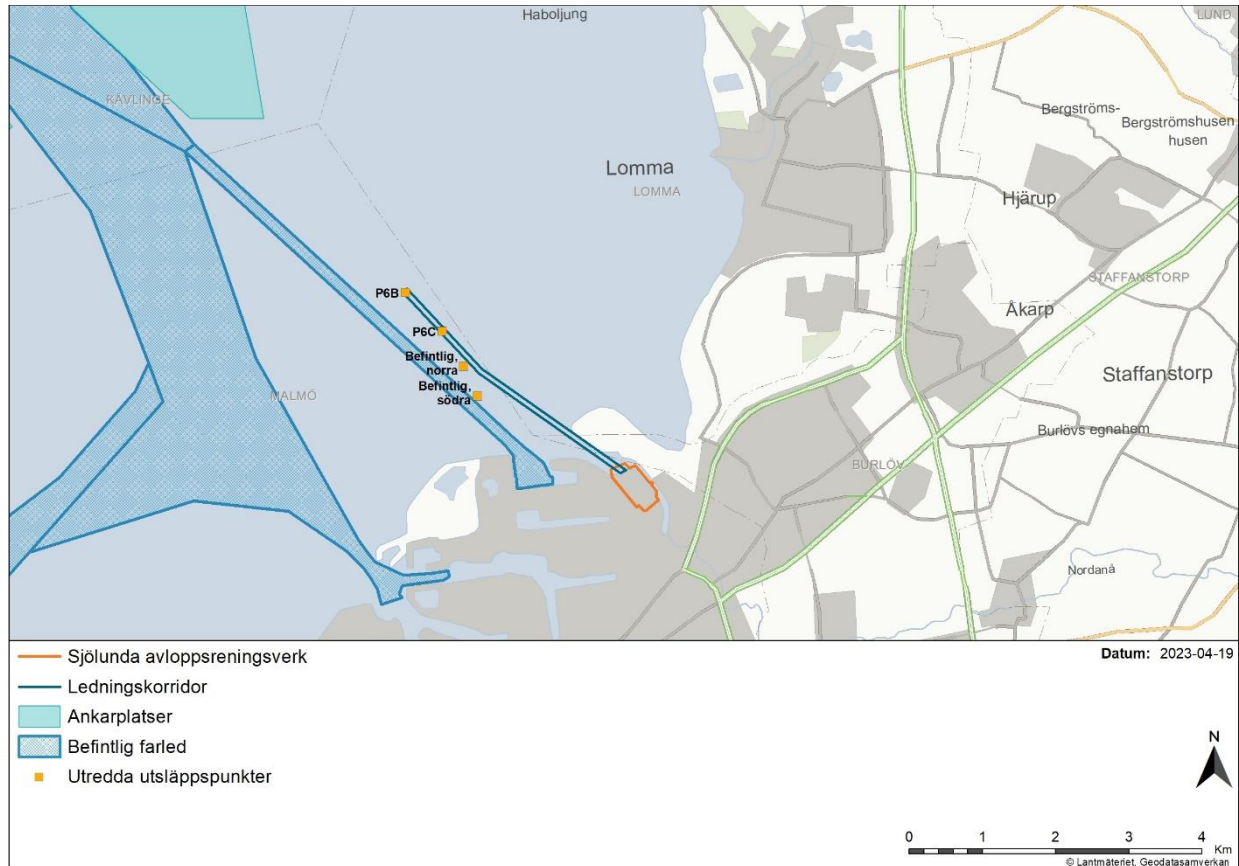 Haboljung
LUND
KÄVLINGE
Bergströms-
husen
Bergströmshusen
Lomma
LOMMA
Hjärup
STAFFANSTORP
P6B
Åkarp
P6C
Befintlig,
norra
Befintlig,
södra
MALMÖ
Staffanstorp
Burlövs egnahem
BURLÖV
Nordanå
Sjölunda avloppsreningsverk
Datum: 2023-04-19
Ledningskorridor
Ankarplatser
Befintlig farled
Utredda utsläppspunkter
N
0 1 2 3 4
Km
© Lantmäteriet, Geodatasamverkan